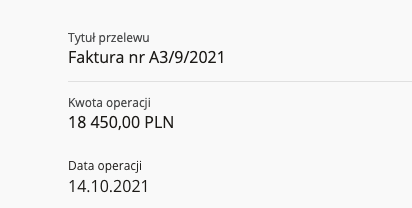 Tytuł przelewu
Faktura nr A3/9/2021
Kwota operacji
18 450,00 PLN
Data operacji
14.10.2021